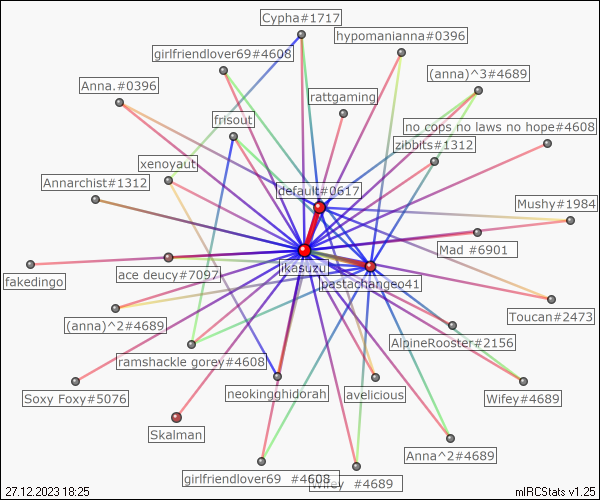 Cypha#1717
hypomanianna#0396
girlfriendlover69#4608
(anna)^3#4689
Anna.#0396
rattgaming
frisout
no cops no laws no hope#4608
zibbits#1312
xenoyaut
Annarchist#1312
default#0617
Mushy#1984
Mad #6901
fakedingo
ace deucy#7097
jikasuzu
pastachangeo41
(anna)^2#4689
Toucan#2473
AlpineRooster#2156
ramshackle gorey#4608
neokingghidorah
avelicious
Wifey#4689
Soxy Foxy#5076
Skalman
Anna^2#4689
girlfriendlover69 #4608
#4689
27.12.2023 18:25
mIRCStats v1.25